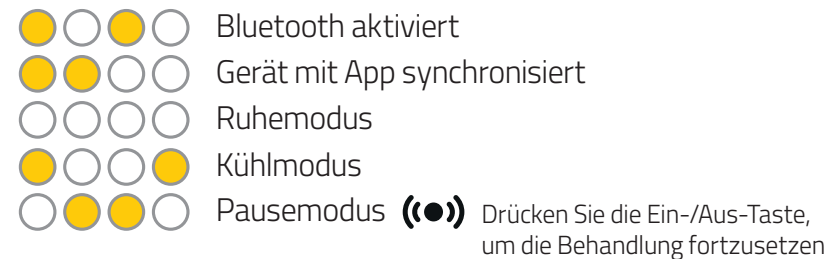 Bluetooth aktiviert
Gerät mit App synchronisiert
Ruhemodus
Kühlmodus
Pausemodus Drücken Sie die Ein-/Aus-Taste,
um die Behandlung fortzusetzen